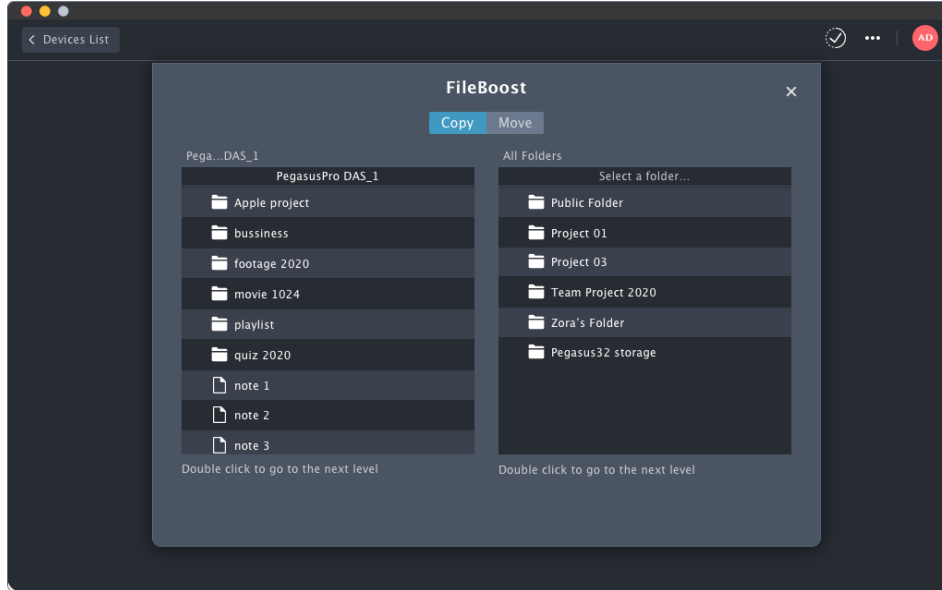 Devices List
AD
FileBoost
Copy Move
Pega...DAS_1
PegasusPro DAS_1
Apple project
bussiness
footage 2020
movie 1024
playlist
quiz 2020
note 1
note 2
note 3
Double click to go to the next level
All Folders
Select a folder...
Public Folder
Project 01
Project 03
Team Project 2020
Zora's Folder
Pegasus32 storage
Double click to go to the next level